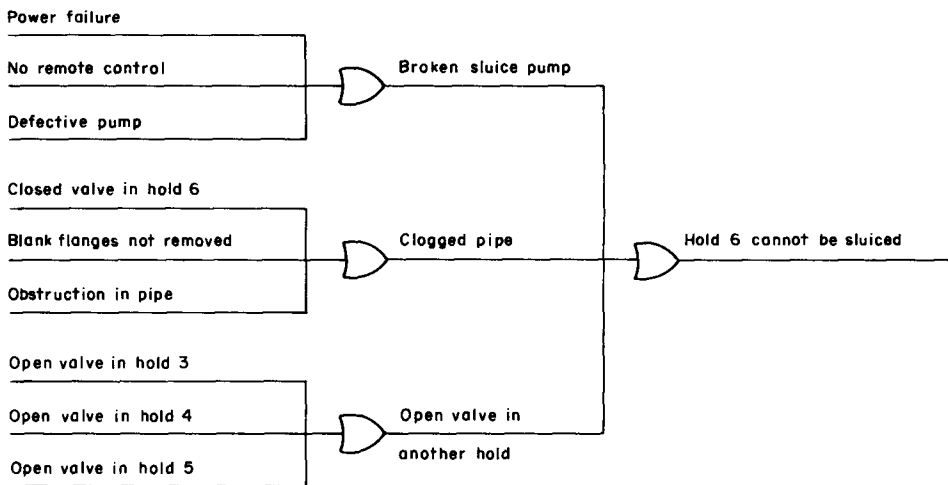 Power failure
No remote control
Defective pump
Broken sluice pump
Closed valve in hold 6
Blank flanges not removed
Obstruction in pipe
Clogged pipe
Hold 6 cannot be sluiced
Open valve in hold 3
Open valve in hold 4
Open valve in hold 5
Open valve in
another hold